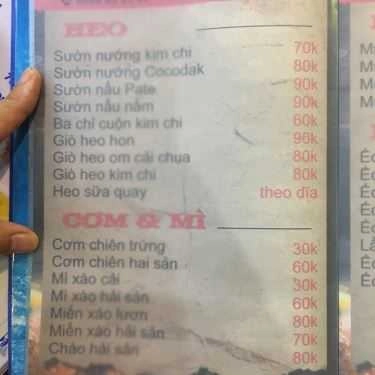 HEO
Sườn nướng kim chi 70k
Sườn nướng Cocodak 80k
Sườn nấu Pate 90k
Sườn nấu nấm 90k
Ba chỉ cuộn kim chi 60k
Giò heo hon 96k
Giò heo om cải chua 80k
Giò heo kim chi 80k
Heo sữa quay theo dĩa
CƠM & MÌ
Cơm chiên trứng 30k
Cơm chiên hai sản 60k
Mì xào cải 30k
Mì xào hải sản 60k
Miến xào lươn 80k
Miến xào hải sản 70k
Cháo hải sản 80k